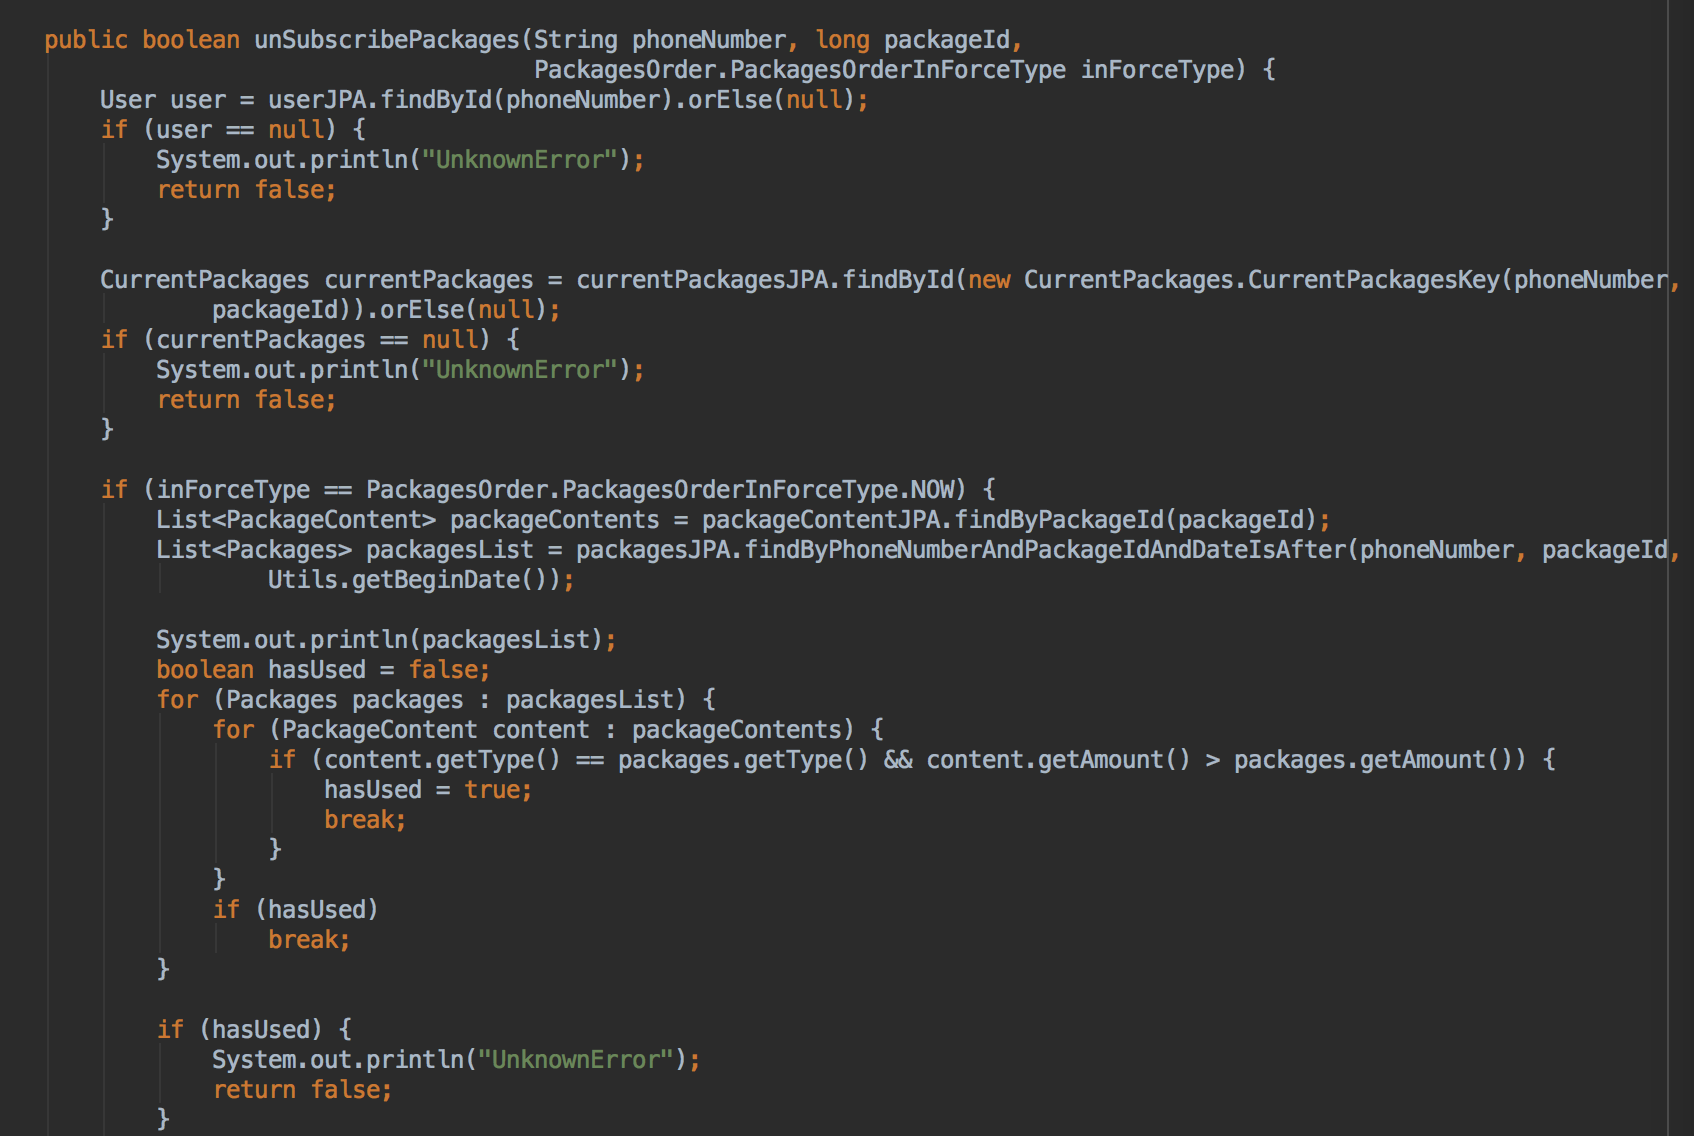 public boolean unSubscribePackages(String phoneNumber, long packageId,
                                   PackagesOrder.PackagesOrderInForceType inForceType) {
    User user = userJPA.findById(phoneNumber).orElse(null);
    if (user == null) {
        System.out.println("UnknownError");
        return false;
    }

    CurrentPackages currentPackages = currentPackagesJPA.findById(new CurrentPackages.CurrentPackagesKey(phoneNumber,
            packageId)).orElse(null);
    if (currentPackages == null) {
        System.out.println("UnknownError");
        return false;
    }

    if (inForceType == PackagesOrder.PackagesOrderInForceType.NOW) {
        List<PackageContent> packageContents = packageContentJPA.findByPackageId(packageId);
        List<Packages> packagesList = packagesJPA.findByPhoneNumberAndPackageIdAndDateIsAfter(phoneNumber, packageId,
                Utils.getBeginDate());

        System.out.println(packagesList);
        boolean hasUsed = false;
        for (Packages packages : packagesList) {
            for (PackageContent content : packageContents) {
                if (content.getType() == packages.getType() && content.getAmount() > packages.getAmount()) {
                    hasUsed = true;
                    break;
                }
            }
            if (hasUsed)
                break;
        }

        if (hasUsed) {
            System.out.println("UnknownError");
            return false;
        }